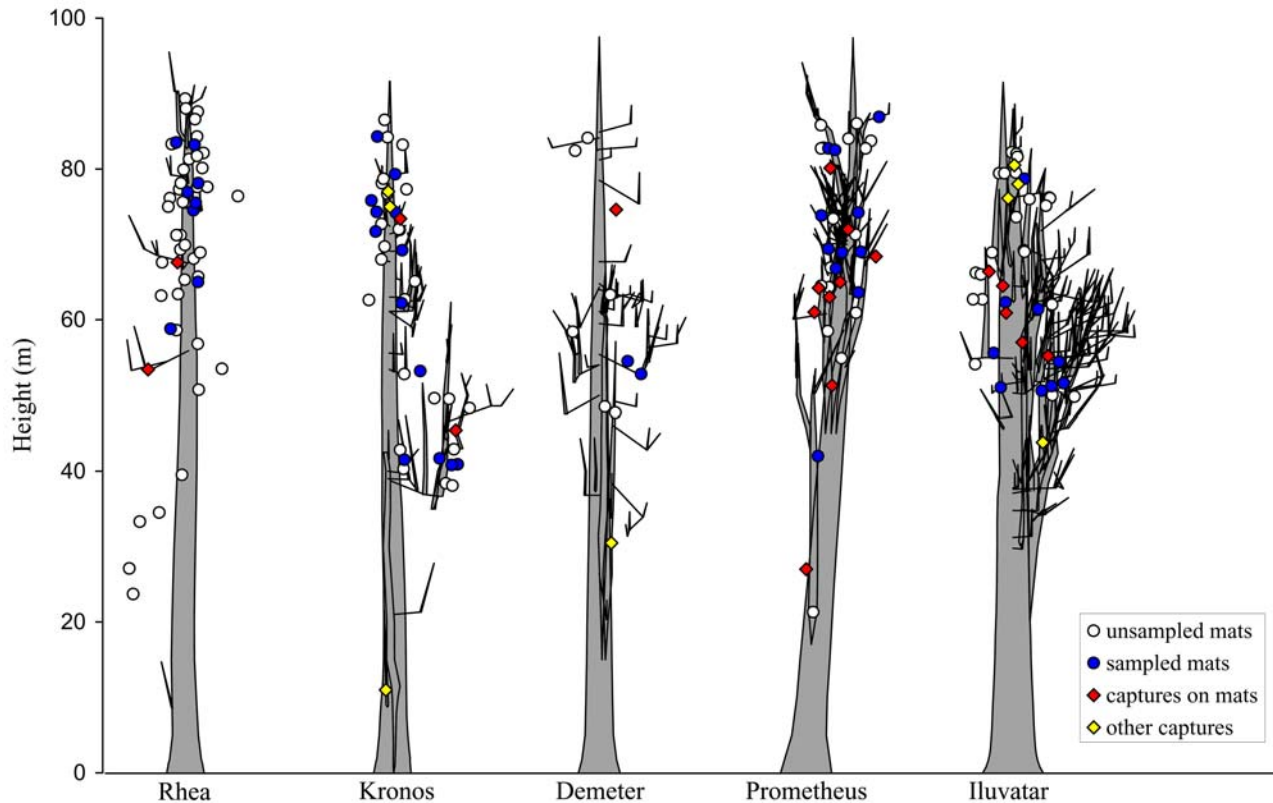 100
80
60
40
20
0
Height (m)
Rhea
Kronos
Demeter
Prometheus
Iluvatar
unsampled mats
sampled mats
captures on mats
other captures